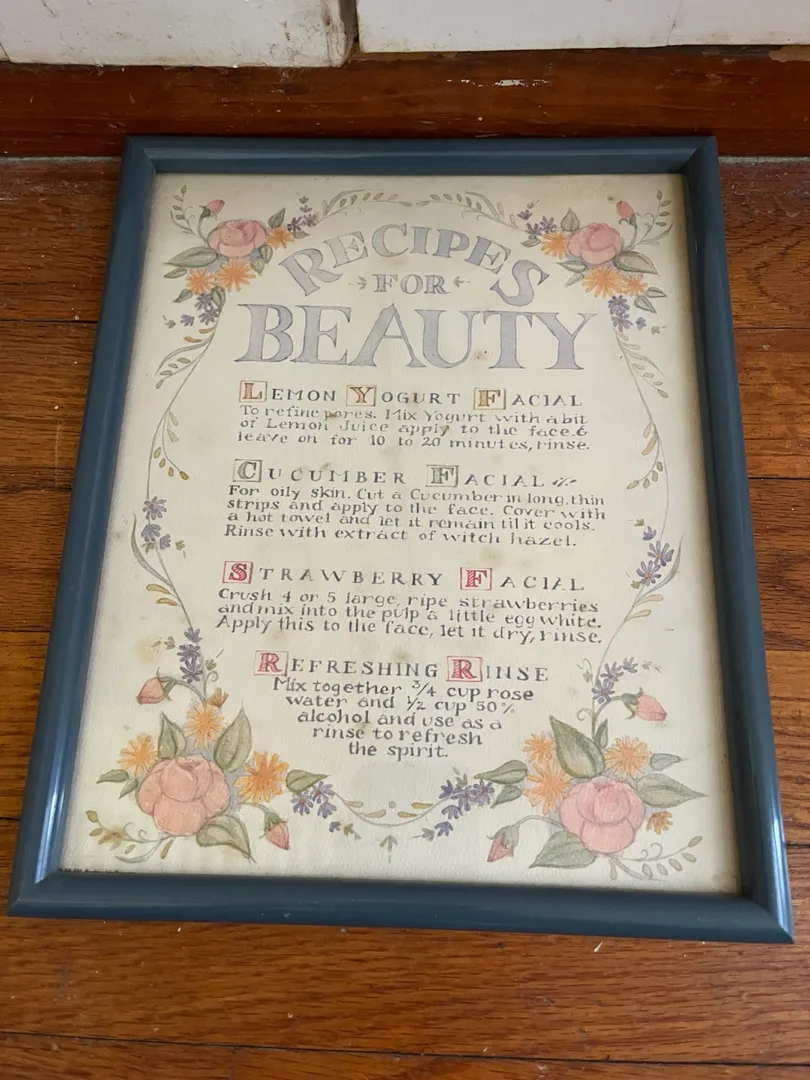 RECIPES
FOR
BEAUTY
LEMON YOGURT FACIAL
To refine pores. Mix Yogurt with a bit
of Lemon Juice apply to the face &
leave on for 10 to 20 minutes, rinse.
CUCUMBER FACIAL
For oily skin. Cut a Cucumber in long, thin
strips and apply to the face. Cover with
a hot towel and let it remain til it cools.
Rinse with extract of witch hazel.
STRAWBERRY FACIAL
Crush 4 or 5 large, ripe strawberries
and mix into the pulp a little egg white.
Apply this to the face, let it dry, rinse.
REFRESHING RINSE
Mix together 3/4 cup rose
water and 1/2 cup 50%
alcohol and use as a
rinse to refresh
the spirit.